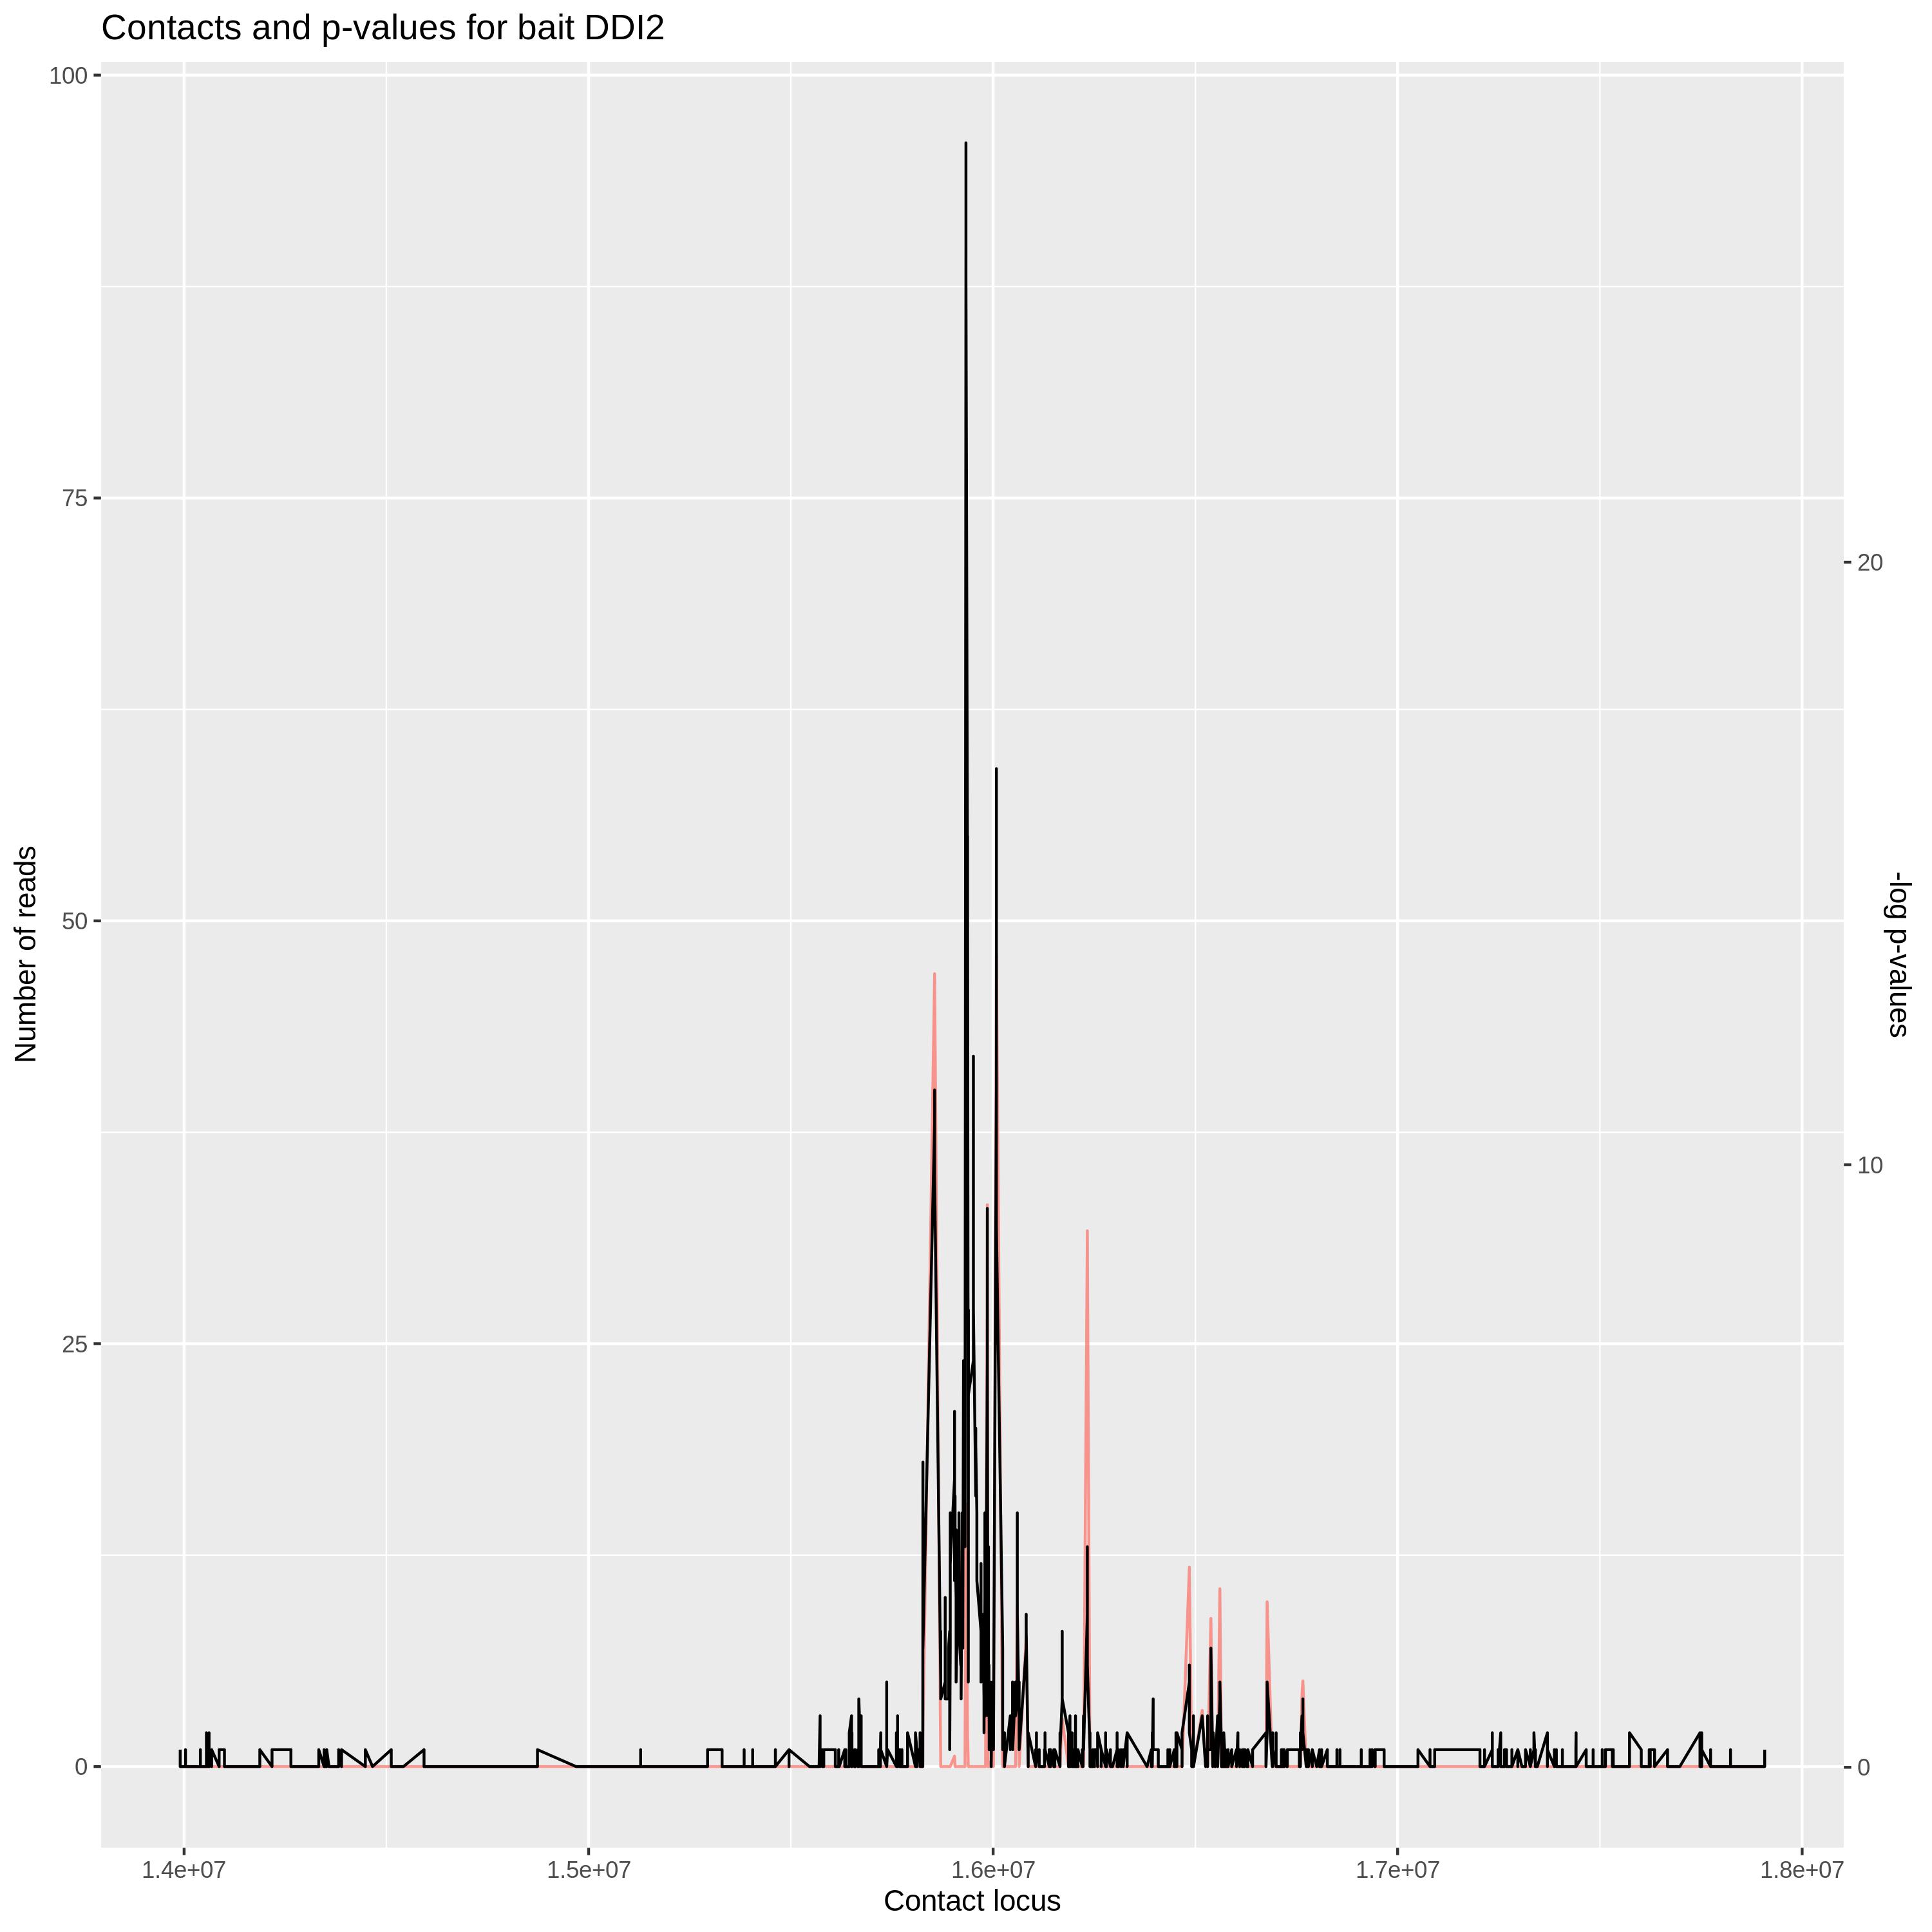 Contacts and p-values for bait DDI2
100
75
50
25
0
Number of reads
20
10
0
-log p-values
1.4e+07 1.5e+07 1.6e+07 1.7e+07 1.8e+07
Contact locus